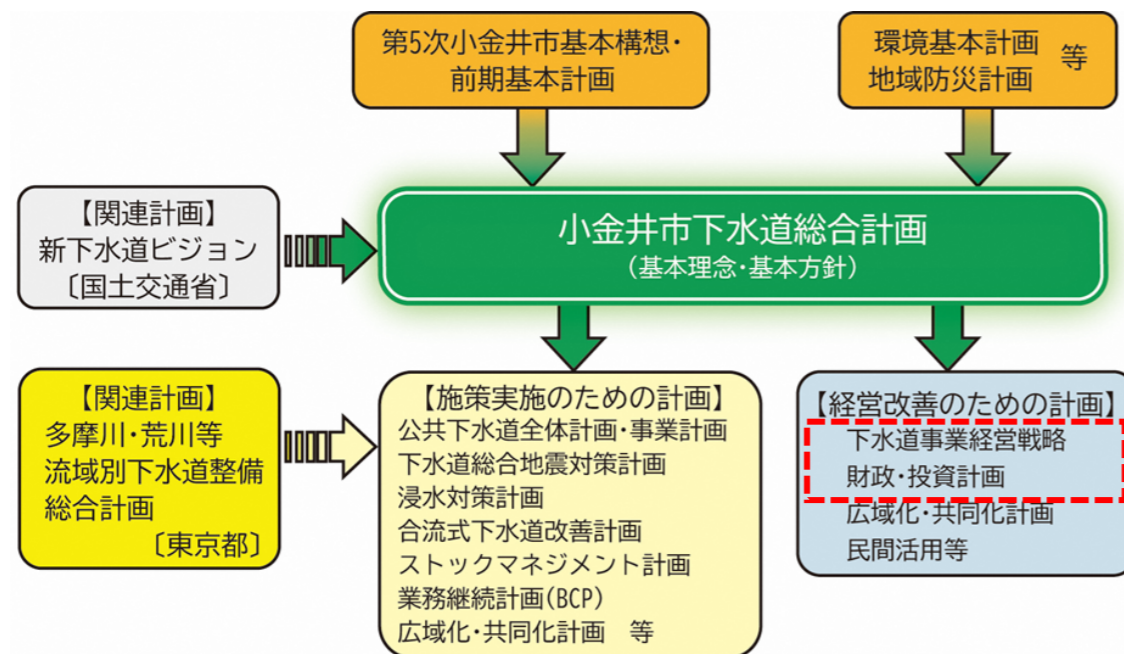 第5次小金井市基本構想・
前期基本計画
環境基本計画 等
地域防災計画
【関連計画】
新下水道ビジョン
〔国土交通省〕
小金井市下水道総合計画
(基本理念・基本方針)
【関連計画】
多摩川・荒川等
流域別下水道整備
総合計画
〔東京都〕
【施策実施のための計画】
公共下水道全体計画・事業計画
下水道総合地震対策計画
浸水対策計画
合流式下水道改善計画
ストックマネジメント計画
業務継続計画(BCP)
広域化・共同化計画 等
【経営改善のための計画】
下水道事業経営戦略
財政・投資計画
広域化・共同化計画
民間活用等